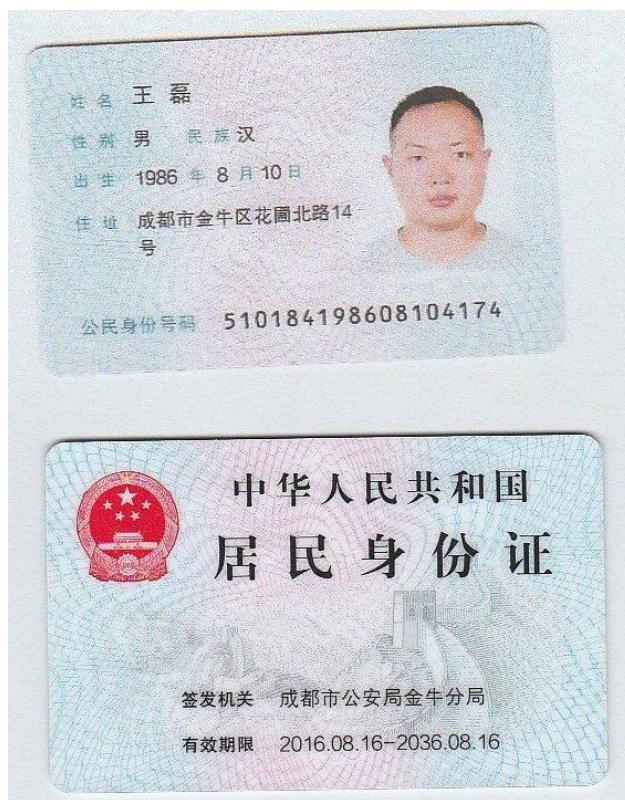 姓名 王磊
性别 男 民族 汉
出生 1986 年 8 月 10 日
住址 成都市金牛区花圃北路14
号
公民身份号码 510184198608104174
中华人民共和国
居民身份证
签发机关 成都市公安局金牛分局
有效期限 2016.08.16-2036.08.16